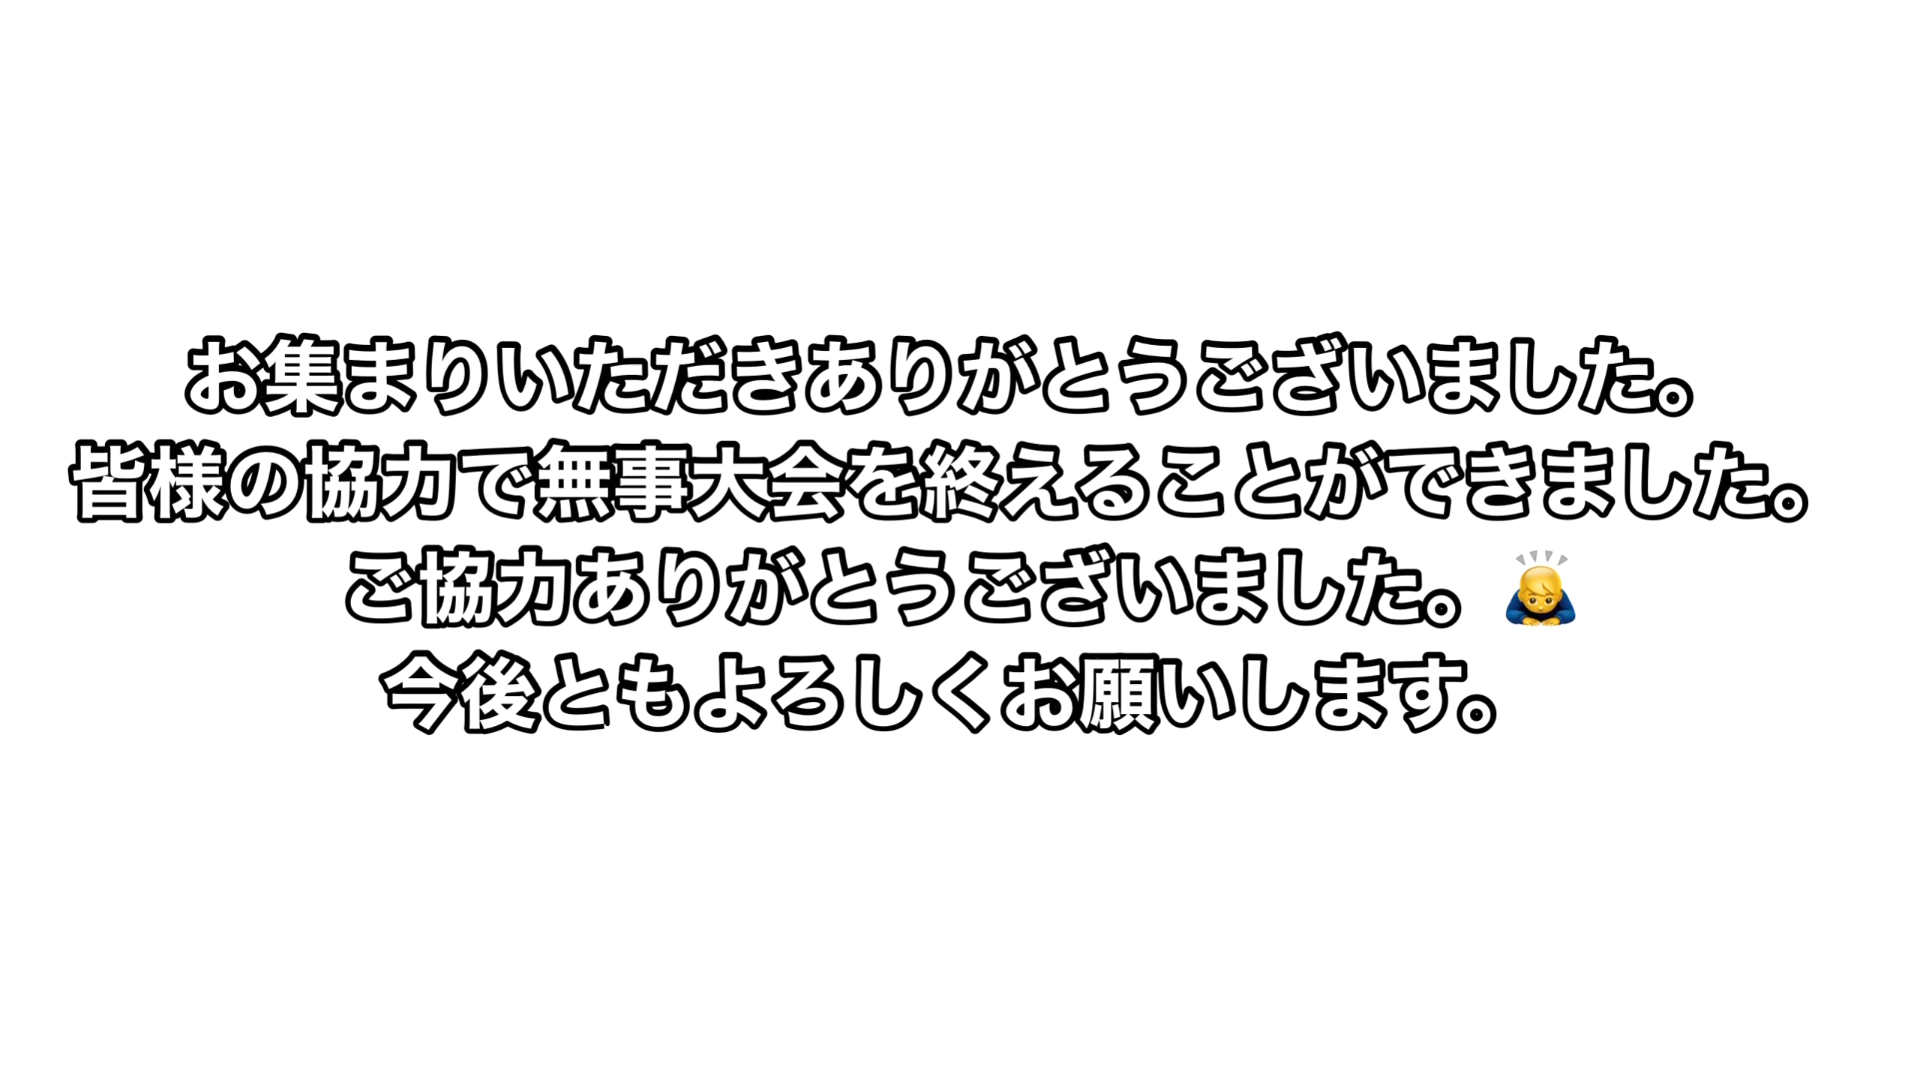 お集まりいただきありがとうございました。
皆様の協力で無事大会を終えることができました。
ご協力ありがとうございました。🙇
今後ともよろしくお願いします。